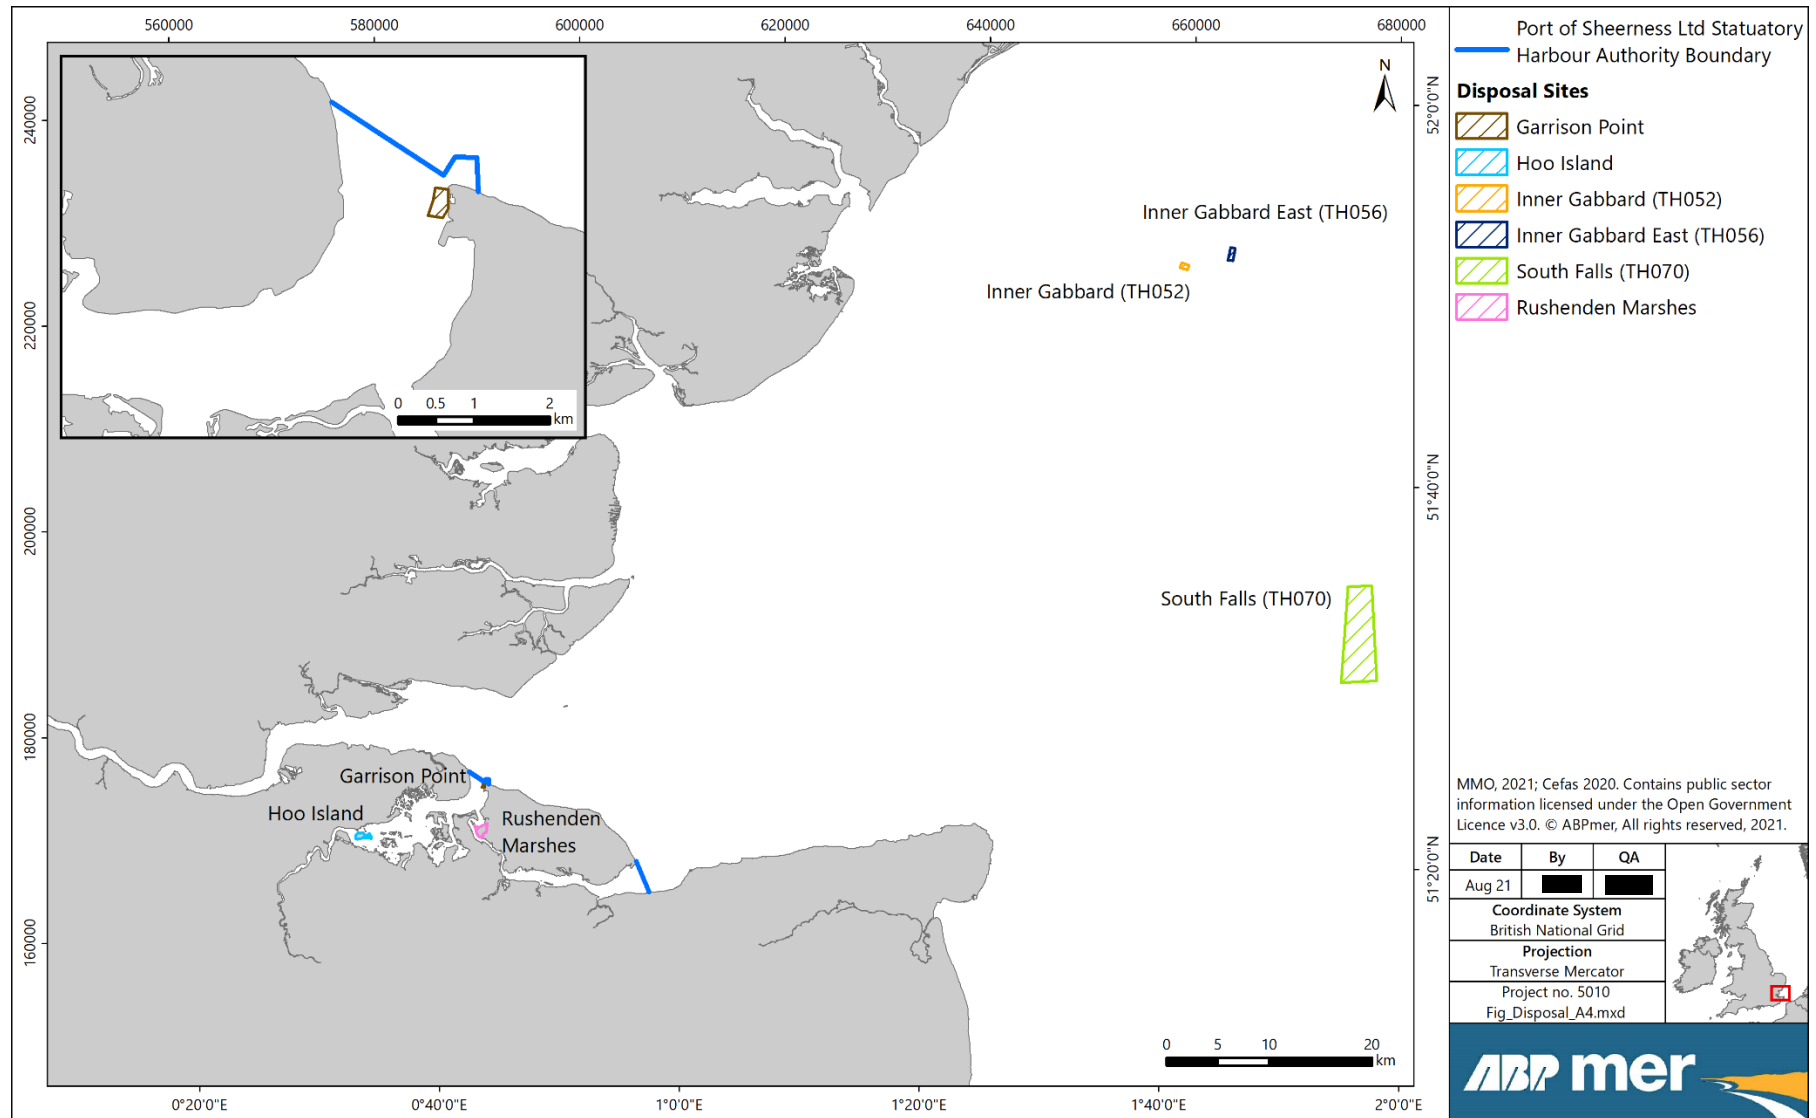 560000
580000
600000
620000
640000
660000
680000
Port of Sheerness Ltd Statuatory
Harbour Authority Boundary
Disposal Sites
Garrison Point
Hoo Island
Inner Gabbard (TH052)
Inner Gabbard East (TH056)
South Falls (TH070)
Rushenden Marshes
N
240000
220000
200000
180000
160000
52°0'0"N
51°40'0"N
51°20'0"N
0
0.5
1
2
km
Inner Gabbard East (TH056)
Inner Gabbard (TH052)
South Falls (TH070)
Garrison Point
Hoo Island
Rushenden
Marshes
0
5
10
20
km
0°20'0"E
0°40'0"E
1°0'0"E
1°20'0"E
1°40'0"E
2°0'0"E
MMO, 2021; Cefas 2020. Contains public sector
information licensed under the Open Government
Licence v3.0. © ABPmer, All rights reserved, 2021.
Date
By
QA
Aug 21
Coordinate System
British National Grid
Projection
Transverse Mercator
Project no. 5010
Fig_Disposal_A4.mxd
ABP mer